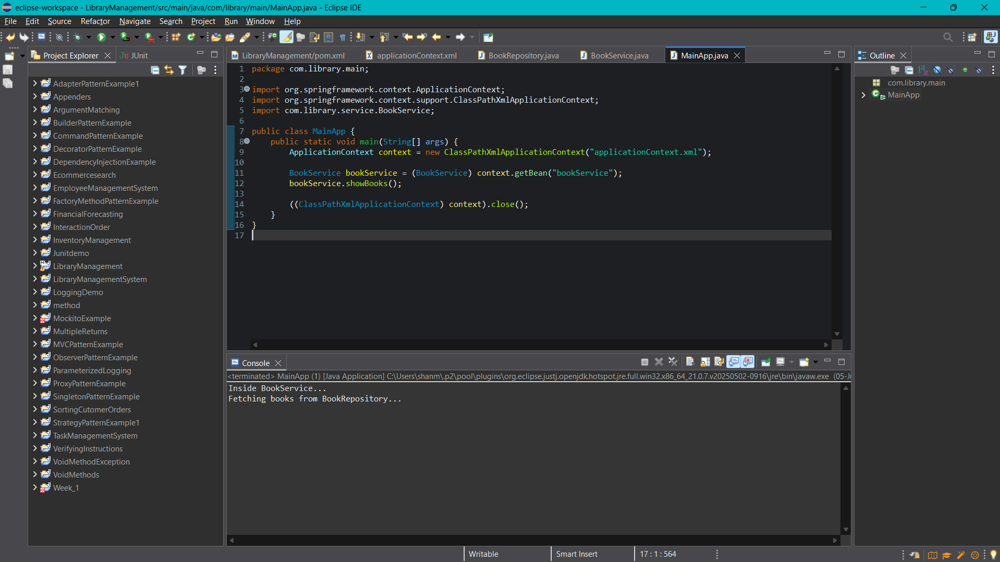 eclipse-workspace - LibraryManagement/src/main/java/com/library/main/MainApp.java - Eclipse IDE
File Edit Source Refactor Navigate Search Project Run Window Help
Project Explorer
JUnit
AdapterPatternExample1
Appenders
ArgumentMatching
BuilderPatternExample
CommandPatternExample
DecoratorPatternExample
DependencyInjectionExample
Ecommercesearch
EmployeeManagementSystem
FactoryMethodPatternExample
FinancialForecasting
InteractionOrder
InventoryManagement
Junitdemo
LibraryManagement
LibraryManagementSystem
LoggingDemo
method
MockitoExample
MultipleReturns
MVCPatternExample
ObserverPatternExample
ParameterizedLogging
ProxyPatternExample
SingletonPatternExample
SortingCutomerOrders
StrategyPatternExample1
TaskManagementSystem
VerifyingInstructions
VoidMethodException
VoidMethods
Week_1
LibraryManagement/pom.xml applicationContext.xml BookRepository.java BookService.java MainApp.java
1 package com.library.main;
2
3 import org.springframework.context.ApplicationContext;
4 import org.springframework.context.support.ClassPathXmlApplicationContext;
5 import com.library.service.BookService;
6
7 public class MainApp {
8 public static void main(String[] args) {
9 ApplicationContext context = new ClassPathXmlApplicationContext("applicationContext.xml");
10
11 BookService bookService = (BookService) context.getBean("bookService");
12 bookService.showBooks();
13
14 ((ClassPathXmlApplicationContext) context).close();
15 }
16 }
17
Console
<terminated> MainApp (1) [Java Application] C:\Users\shanm\.p2\pool\plugins\org.eclipse.justj.openjdk.hotspot.jre.full.win32.x86_64_21.0.7.v20250502-0916\jre\bin\javaw.exe (05-Ju
Inside BookService...
Fetching books from BookRepository...
Outline
com.library.main
MainApp
Writable
Smart Insert
17 : 1 : 564